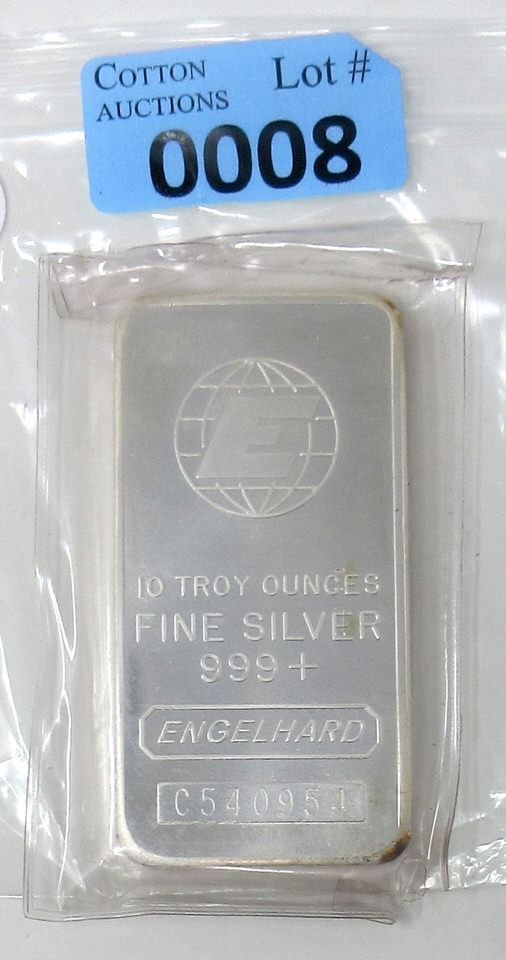 COTTON AUCTIONS Lot #
0008
E
10 TROY OUNCES
FINE SILVER
999+
ENGELHARD
C540954